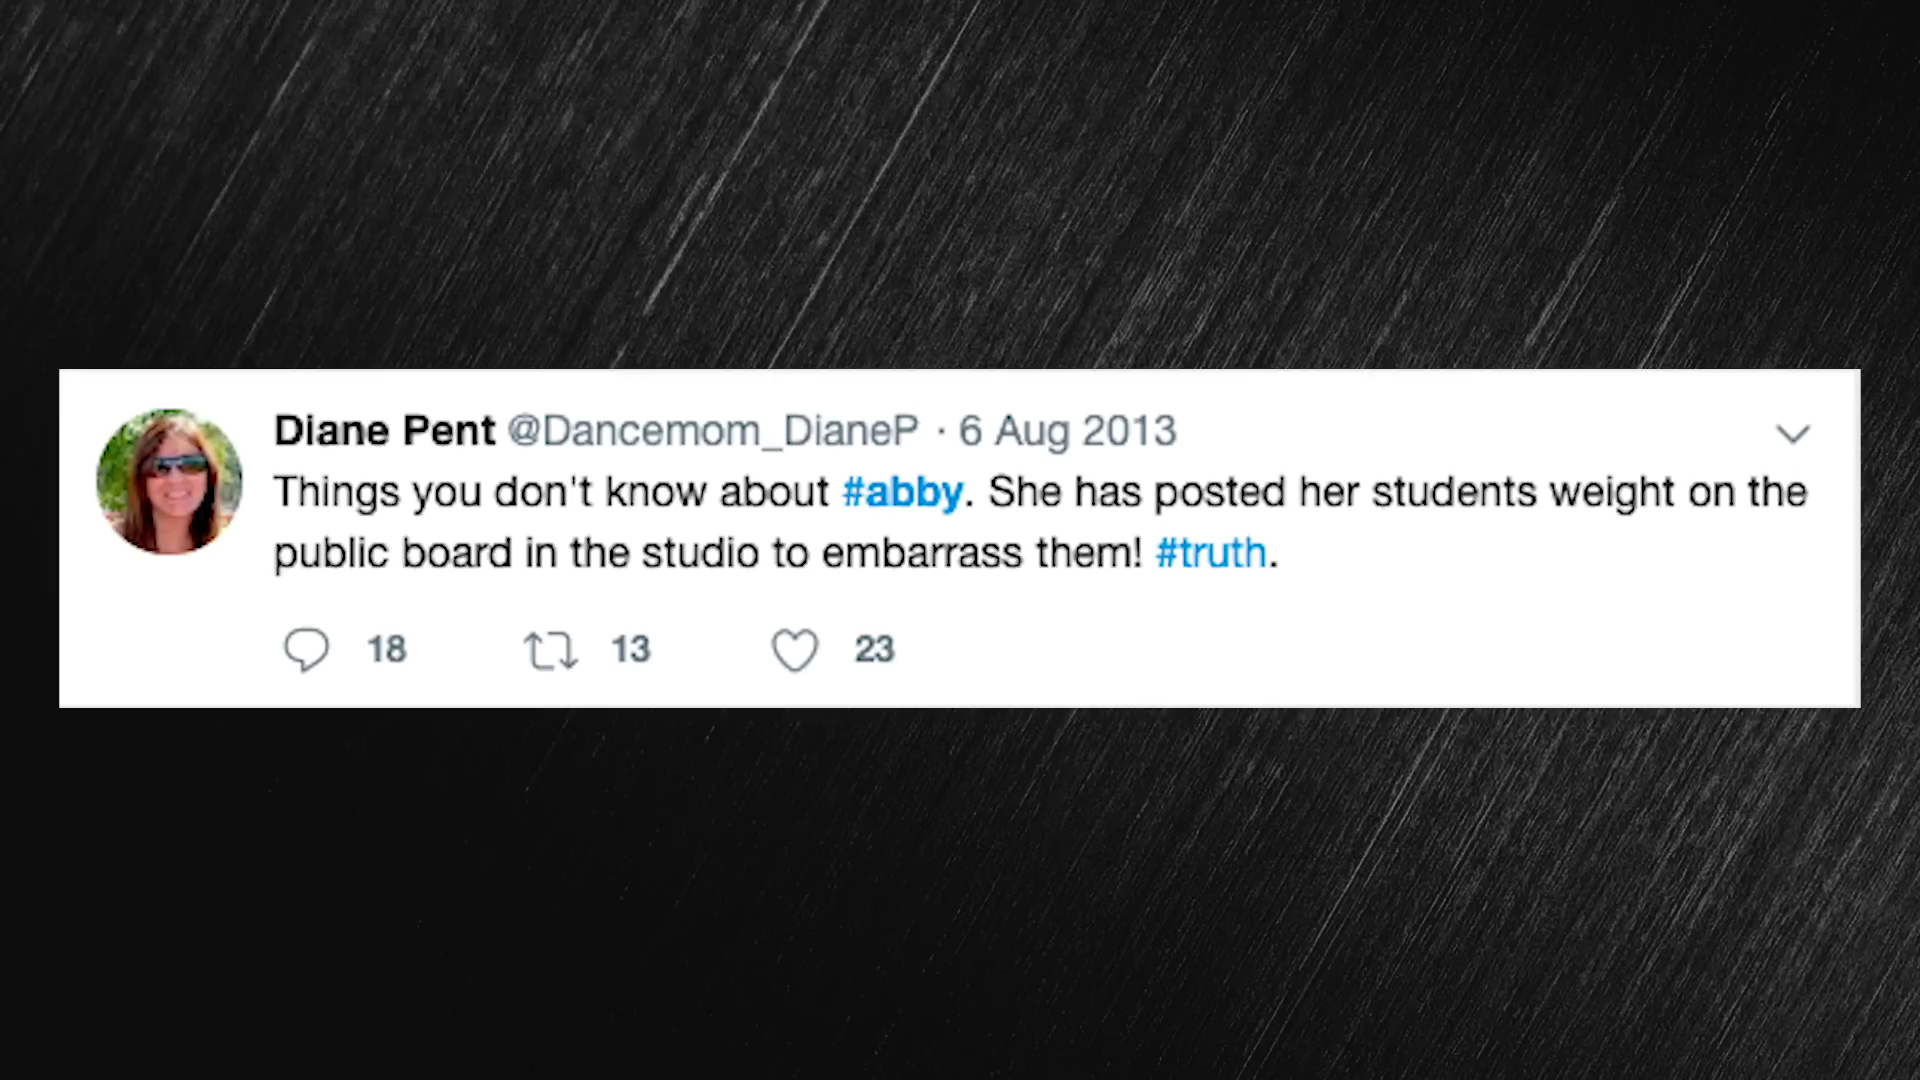 Diane Pent @Dancemom_DianeP · 6 Aug 2013
Things you don't know about #abby. She has posted her students weight on the
public board in the studio to embarrass them! #truth.
18 13 23